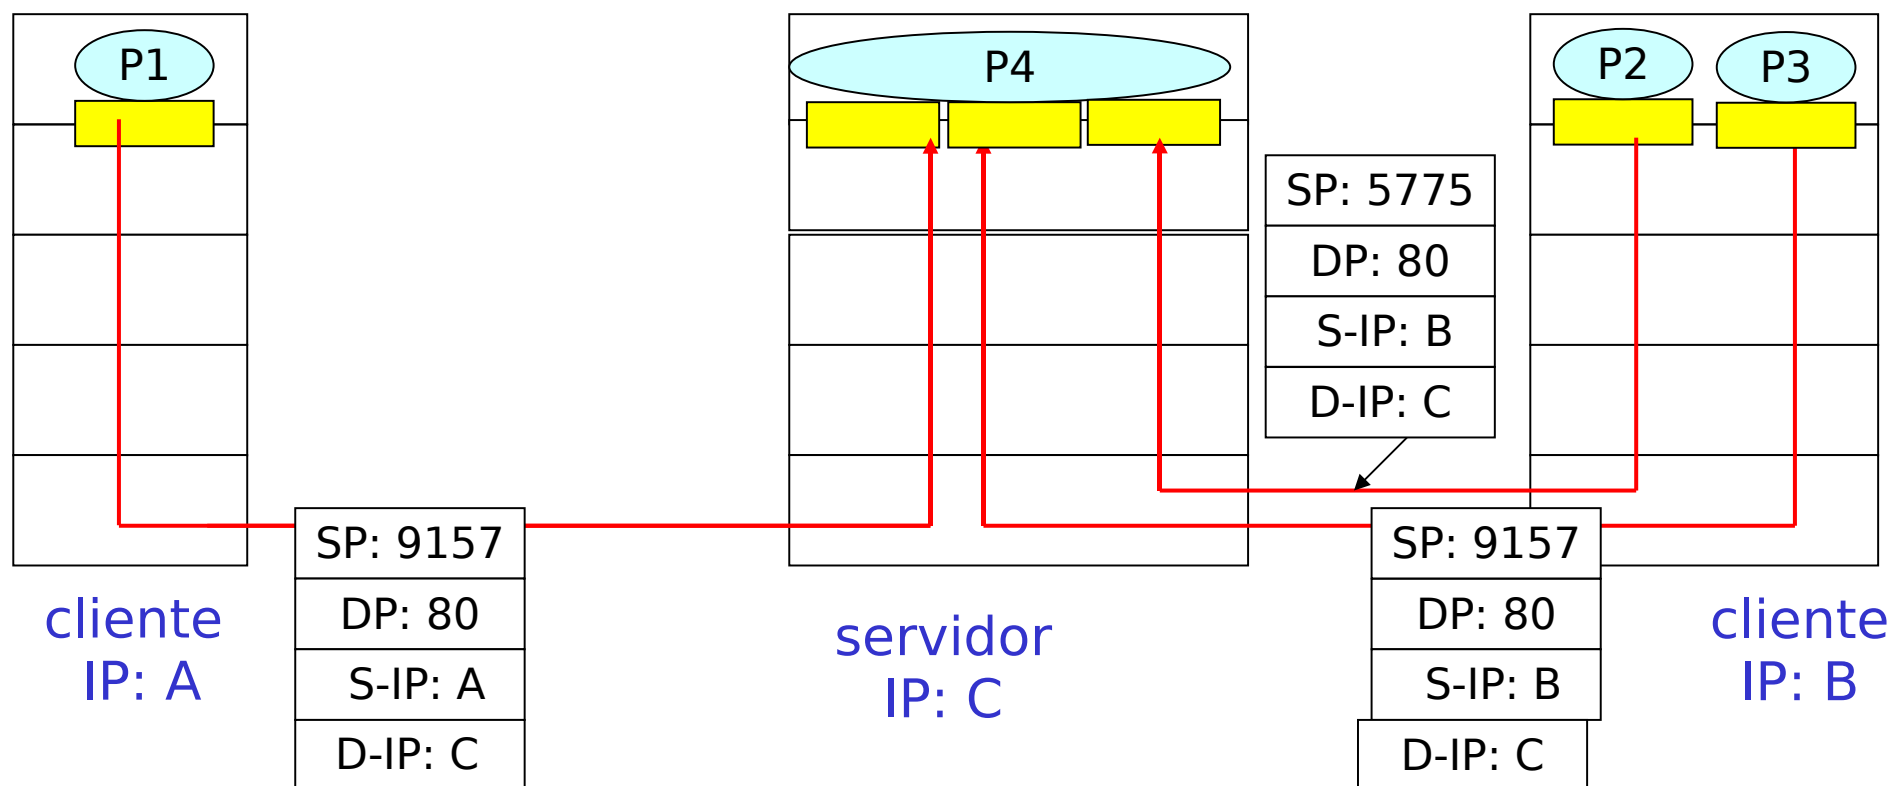 P1
P4
P2
P3
SP: 5775
DP: 80
S-IP: B
D-IP: C
SP: 9157
DP: 80
S-IP: A
D-IP: C
SP: 9157
DP: 80
S-IP: B
D-IP: C
cliente
IP: A
servidor
IP: C
cliente
IP: B